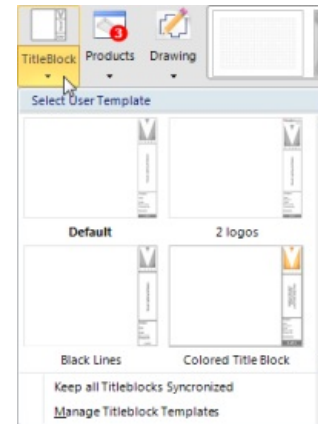 3
TitleBlock Products Drawing
Select User Template
Default 2 logos
Black Lines Colored Title Block
Keep all Titleblocks Syncronized
Manage Titleblock Templates